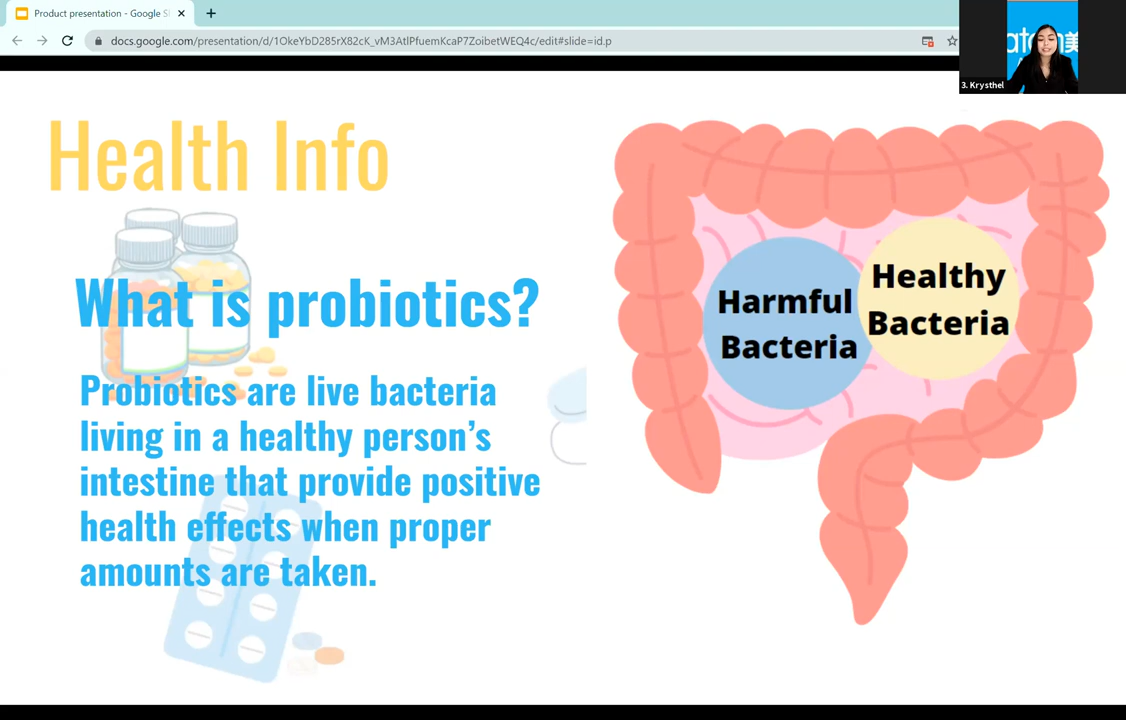 Product presentation - Google Sl
docs.google.com/presentation/d/1OkeYbD285rX82cK_vM3AtlPfuemKcaP7ZoibetWEQ4c/edit#slide=id.p
3. Krysthel
Health Info
What is probiotics?
Probiotics are live bacteria
living in a healthy person’s
intestine that provide positive
health effects when proper
amounts are taken.
Harmful
Bacteria
Healthy
Bacteria